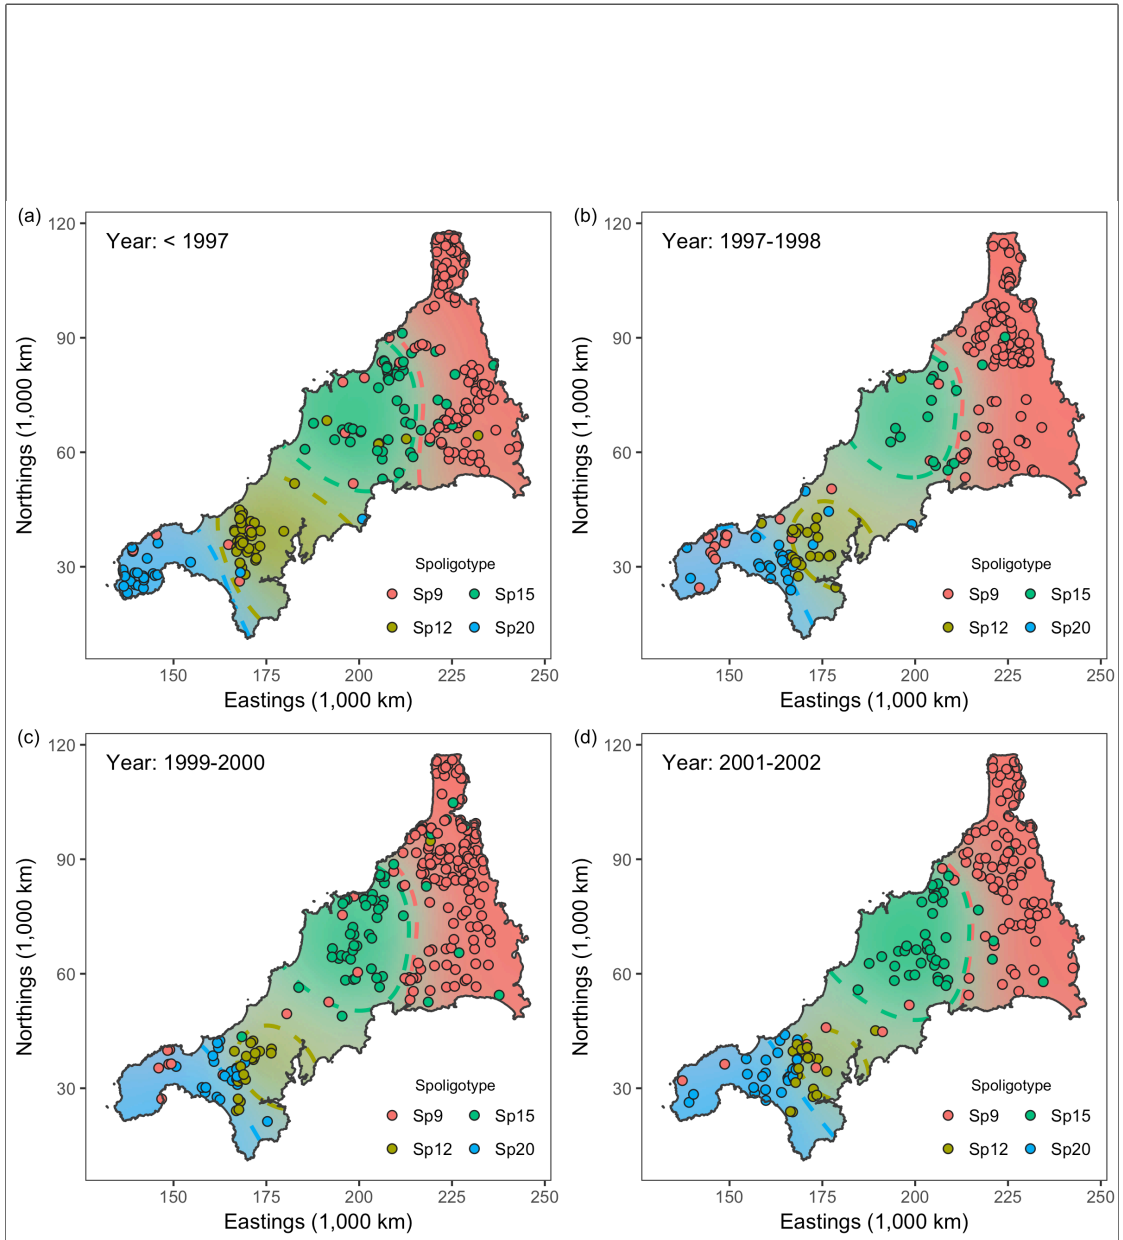 (a)
120
Year: < 1997
90
60
30
Northings (1,000 km)
Spoligotype
Sp9
Sp15
Sp12
Sp20
150
175
200
225
250
Eastings (1,000 km)
(b)
120
Year: 1997-1998
90
60
30
Northings (1,000 km)
Spoligotype
Sp9
Sp15
Sp12
Sp20
150
175
200
225
250
Eastings (1,000 km)
(c)
120
Year: 1999-2000
90
60
30
Northings (1,000 km)
Spoligotype
Sp9
Sp15
Sp12
Sp20
150
175
200
225
250
Eastings (1,000 km)
(d)
120
Year: 2001-2002
90
60
30
Northings (1,000 km)
Spoligotype
Sp9
Sp15
Sp12
Sp20
150
175
200
225
250
Eastings (1,000 km)